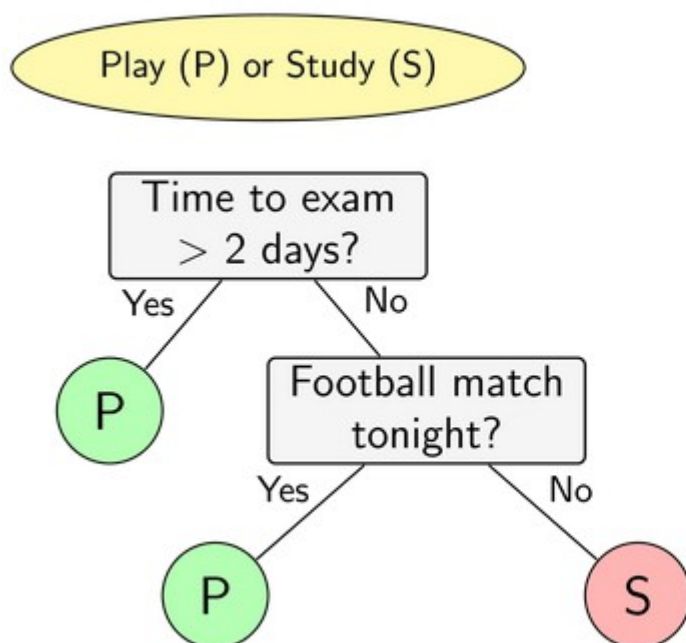 Play (P) or Study (S)
Time to exam
> 2 days?
Yes
No
P
Football match
tonight?
Yes
No
P
S